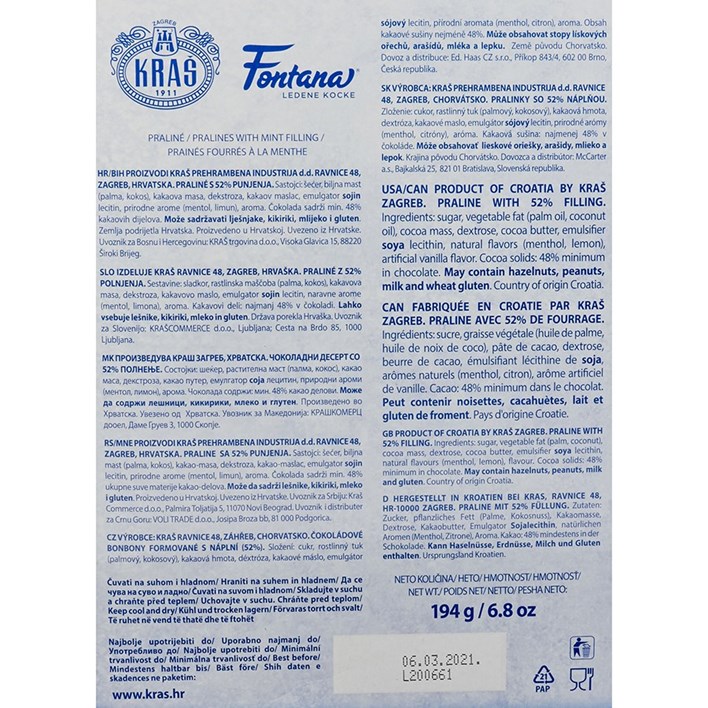 ZAGREB
KRAŠ
1911
Fontana
LEDENE KOCKE
PRALINÉ / PRALINES WITH MINT FILLING /
PRAINÉS FOURRÉS À LA MENTHE
HR/BIH PROIZVODI KRAŠ PREHRAMBENA INDUSTRIJA d.d. RAVNICE 48,
ZAGREB, HRVATSKA. PRALINÉ S 52% PUNJENJA. Sastojci: šećer, biljna mast
(palma, kokos), kakaova masa, dekstroza, kakaov maslac, emulgator sojin
lecitin, prirodne arome (mentol, limun), aroma. Čokolada sadrži min. 48%
kakaovih dijelova. Može sadržavati lješnjake, kikiriki, mlijeko i gluten.
Zemlja podrijetla Hrvatska. Proizvedeno u Hrvatskoj. Uvezeno iz Hrvatske.
Uvoznik za Bosnu i Hercegovinu: KRAŠ trgovina d.o.o., Visoka Glavica 15, 88220
Široki Brijeg.
SLO IZDELUJE KRAŠ RAVNICE 48, ZAGREB, HRVAŠKA. PRALINÉ Z 52%
POLNJENJA. Sestavine: sladkor, rastlinska maščoba (palma, kokos), kakavova
masa, dekstroza, kakavovo maslo, emulgator sojin lecitin, naravne arome
(mentol, limona), aroma. Kakavovi deli: najmanj 48% v čokoladi. Lahko
vsebuje lešnike, kikiriki, mleko in gluten. Država porekla Hrvaška. Uvoznik
za Slovenijo: KRAŠCOMMERCE d.o.o., Ljubljana; Cesta na Brdo 85, 1000
Ljubljana.
МК ПРОИЗВЕДУВА КРАШ ЗАГРЕБ, ХРВАТСКА. ЧОКОЛАДНИ ДЕСЕРТ СО
52% ПОЛНЕЊЕ. Состојки: шеќер, растителна маст (палма, кокос), какао
маса, декстроза, какао путер, емулгатор соја лецитин, природни ароми
(ментол, лимон), арома. Чоколадо содржи: мин. 48% какао делови. Може
да содржи лешници, кикирики, млеко и глутен. Произведено во
Хрватска. Увезено од Хрватска. Увозник за Македонија: КРАШКОМЕРЦ
дооел, Даме Груев 3, 1000 Скопје.
RS/MNE PROIZVODI KRAŠ PREHRAMBENA INDUSTRIJA d.d. RAVNICE 48,
ZAGREB, HRVATSKA. PRALINE SA 52% PUNJENJA. Sastojci: šećer, biljna
mast (palma, kokos), kakao-masa, dekstroza, kakao-maslac, emulgator sojin
lecitin, prirodne arome (mentol, limun), aroma. Čokolada sadrži min. 48%
ukupne suve materije kakao-delova. Može da sadrži lešnike, kikiriki, mleko
i gluten. Proizvedeno u Hrvatskoj. Uvezeno iz Hrvatske. Uvoznik za Srbiju: Kraš
Commerce d.o.o., Palmira Toljatija 5, 11070 Novi Beograd. Uvoznik i distributer
za Crnu Goru: VOLI TRADE d.o.o., Josipa Broza bb, 81 000 Podgorica.
CZ VÝROBCE: KRAŠ RAVNICE 48, ZÁHŘEB, CHORVATSKO. ČOKOLÁDOVÉ
BONBONY FORMOVANÉ S NÁPLNÍ (52%). Složení: cukr, rostlinný tuk
(palmový, kokosový), kakaová hmota, dextróza, kakaové máslo, emulgátor
sójový lecitin, přírodní aromata (menthol, citron), aroma. Obsah
kakaové sušiny nejméně 48%. Může obsahovat stopy lískových
ořechů, arašídů, mléka a lepku. Země původu Chorvatsko.
Dovoz a distribuce: Ed. Haas CZ s.r.o., Příkop 843/4, 602 00 Brno,
Česká republika.
SK VÝROBCA: KRAŠ PREHRAMBENA INDUSTRIJA d.d. RAVNICE
48, ZAGREB, CHORVÁTSKO. PRALINKY SO 52% NÁPLŇOU.
Zloženie: cukor, rastlinný tuk (palmový, kokosový), kakaová hmota,
dextróza, kakaové maslo, emulgátor sójový lecitín, prírodné arómy
(menthol, citróny), aróma. Kakaová sušina: najmenej 48% v
čokoláde. Môže obsahovať lieskové oriešky, arašidy, mlieko a
lepok. Krajina pôvodu Chorvátsko. Dovozca a distribútor: McCarter
a.s., Bajkalská 25, 821 01 Bratislava, Slovenská republika.
USA/CAN PRODUCT OF CROATIA BY KRAŠ
ZAGREB. PRALINE WITH 52% FILLING.
Ingredients: sugar, vegetable fat (palm oil, coconut
oil), cocoa mass, dextrose, cocoa butter, emulsifier
soya lecithin, natural flavors (menthol, lemon),
artificial vanilla flavor. Cocoa solids: 48% minimum
in chocolate. May contain hazelnuts, peanuts,
milk and wheat gluten. Country of origin Croatia.
CAN FABRIQUÉE EN CROATIE PAR KRAŠ
ZAGREB. PRALINE AVEC 52% DE FOURRAGE.
Ingrédients: sucre, graisse végétale (huile de palme,
huile de noix de coco), pâte de cacao, dextrose,
beurre de cacao, émulsifiant lécithine de soja,
arômes naturels (menthol, citron), arôme artificiel
de vanille. Cacao: 48% minimum dans le chocolat.
Peut contenir noisettes, cacahuètes, lait et
gluten de froment. Pays d'origine Croatie.
GB PRODUCT OF CROATIA BY KRAŠ ZAGREB. PRALINE WITH
52% FILLING. Ingredients: sugar, vegetable fat (palm, coconut),
cocoa mass, dextrose, cocoa butter, emulsifier soya lecithin,
natural flavours (menthol, lemon), flavour. Cocoa solids: 48%
minimum in chocolate. May contain hazelnuts, peanuts, milk
and gluten. Country of origin Croatia.
D HERGESTELLT IN KROATIEN BEI KRAS, RAVNICE 48,
HR-10000 ZAGREB. PRALINE MIT 52% FÜLLUNG. Zutaten:
Zucker, pflanzliches Fett (Palme, Kokosnuss), Kakaomasse,
Dextrose, Kakaobutter, Emulgator Sojalecithin, natürlichen
Aromen (Menthol, Zitrone), Aroma. Kakao: 48% mindestens in der
Schokolade. Kann Haselnüsse, Erdnüsse, Milch und Gluten
enthalten. Ursprungsland Kroatien.
Čuvati na suhom i hladnom/ Hraniti na suhem in hladnem/ Да се
чува на суво и ладно/ Čuvati na suvom i hladnom/ Skladujte v suchu
a chraňte před teplem/ Uchovajte v suchu. Chráňte pred teplom/
Keep cool and dry/ Kühl und trocken lagern/ Förvaras torrt och svalt/
Të ruhet në vend të thatë dhe të ftohët
Najbolje upotrijebiti do/ Uporabno najmanj do/
Употребливо до/ Najbolje upotrebiti do/ Minimální
trvanlivost do/ Minimálna trvanlivosť do/ Best before/
Mindestens haltbar bis/ Bäst före/ Shih daten e
skadences ne paketim:
www.kras.hr
NETO KOLIČINA/ НЕТО/ HMOTNOST/ HMOTNOSŤ/
NET WT./ POIDS NET/ NETTO/ PESHA NETO:
194 g / 6.8 oz
06.03.2021.
L200661
21
PAP